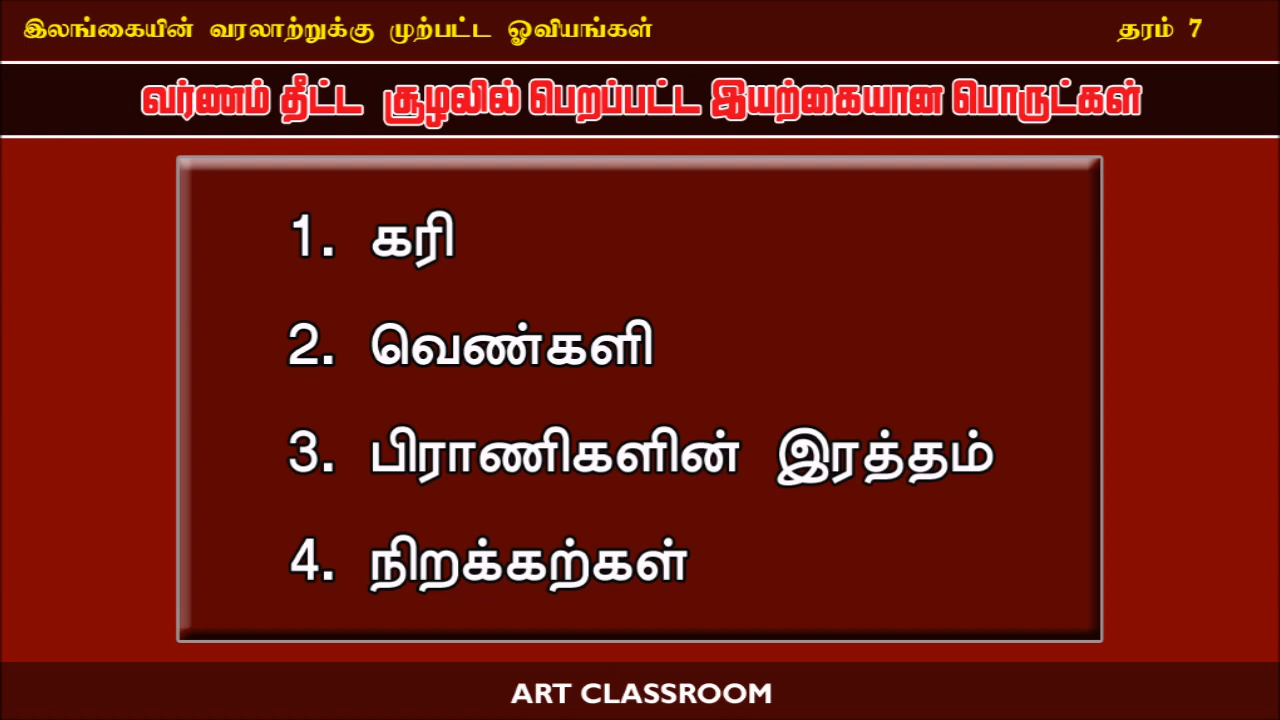 இலங்கையின் வரலாற்றுக்கு முற்பட்ட ஓவியங்கள் தரம் 7
வர்ணம் தீட்ட சூழலில் பெறப்பட்ட இயற்கையான பொருட்கள்
1. கரி
2. வெண்களி
3. பிராணிகளின் இரத்தம்
4. நிறக்கற்கள்
ART CLASSROOM